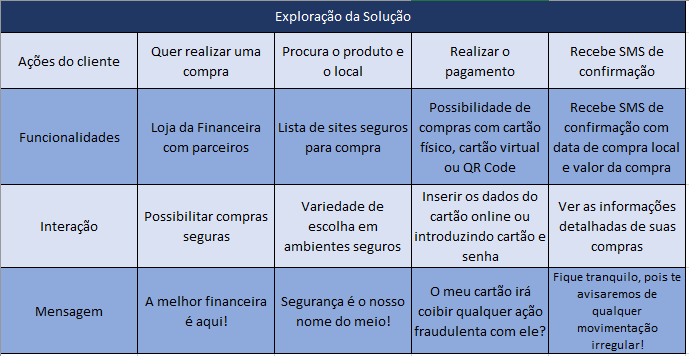 Exploração da Solução
Ações do cliente
Quer realizar uma
compra
Procura o produto e
o local
Realizar o
pagamento
Recebe SMS de
confirmação
Funcionalidades
Loja da Financeira
com parceiros
Lista de sites seguros
para compra
Possibilidade de
compras com cartão
físico, cartão virtual
ou QR Code
Recebe SMS de
confirmação com
data de compra local
e valor da compra
Interação
Possibilitar compras
seguras
Variedade de
escolha em
ambientes seguros
Inserir os dados do
cartão online ou
introduzindo cartão e
senha
Ver as informações
detalhadas de suas
compras
Mensagem
A melhor financeira
é aqui!
Segurança é o nosso
nome do meio!
O meu cartão irá
coibir qualquer ação
fraudulenta com ele?
Fique tranquilo, pois te
avisaremos de
qualquer
movimentação
irregular!